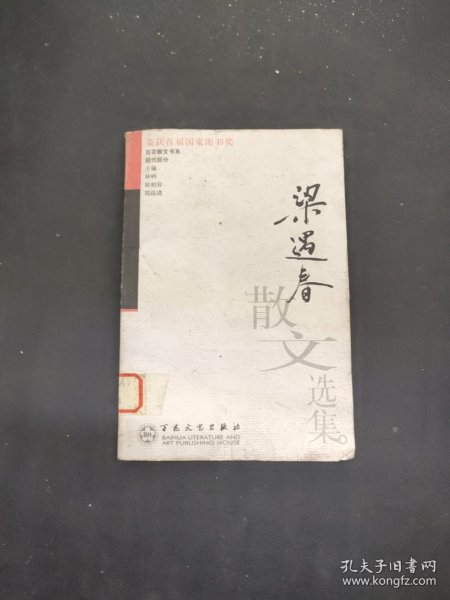 荣获首届国家图书奖
百花散文书系
现代部分
主编
林呐
徐柏容
郑法清
梁遇春
散文选集
百花文艺出版社
BAIHUA LITERATURE AND
ART PUBLISHING HOUSE
孔夫子旧书网
www.kongfz.com